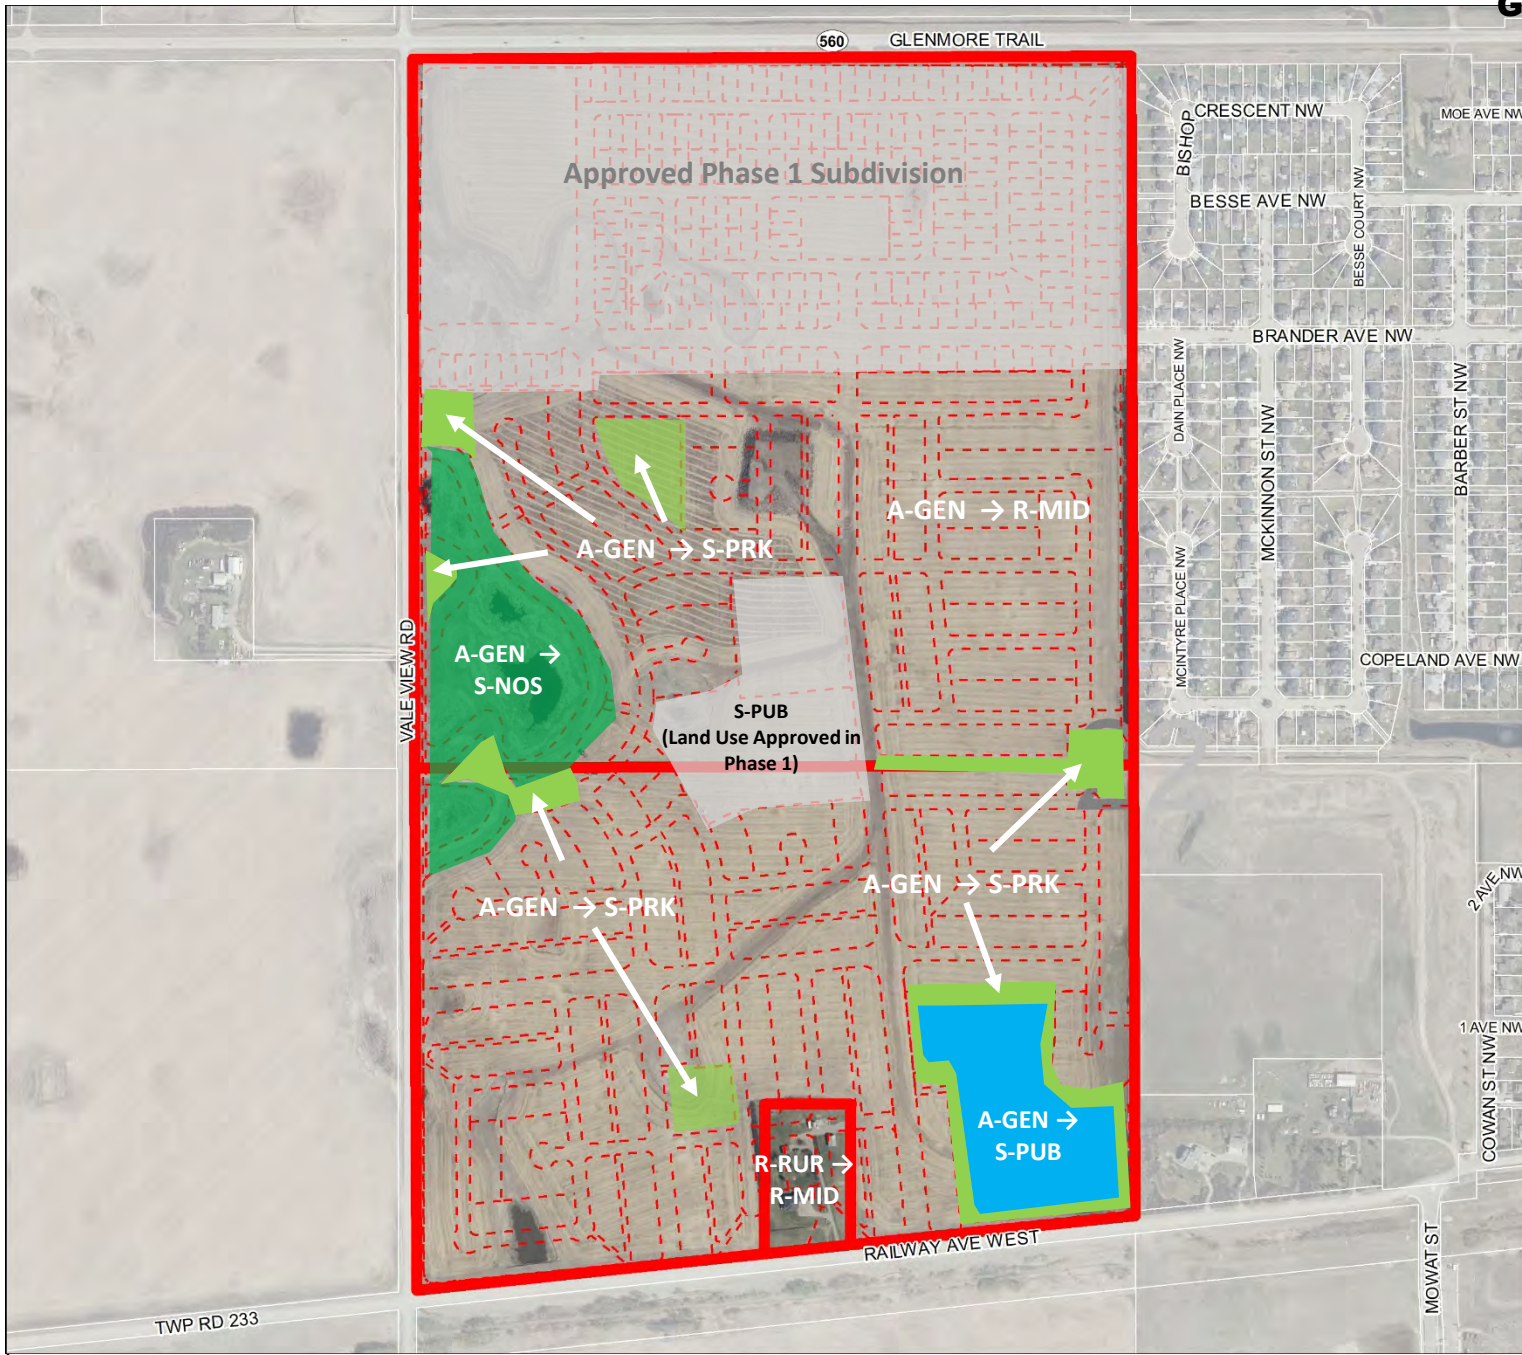 G
560 GLENMORE TRAIL
BISHOP
CRESCENT NW
MOE AVE NW
Approved Phase 1 Subdivision
BESSE AVE NW
BESSE COURT NW
BRANDER AVE NW
DAIN PLACE NW
MCKINNON ST NW
BARBER ST NW
A-GEN → R-MID
A-GEN → S-PRK
MCINTYRE PLACE NW
VALE VIEW RD
A-GEN →
S-NOS
COPELAND AVE NW
S-PUB
(Land Use Approved in
Phase 1)
A-GEN → S-PRK
A-GEN → S-PRK
2 AVE NW
1 AVE NW
COWAN ST NW
A-GEN →
S-PUB
R-RUR →
R-MID
RAILWAY AVE WEST
MOWAT ST
TWP RD 233